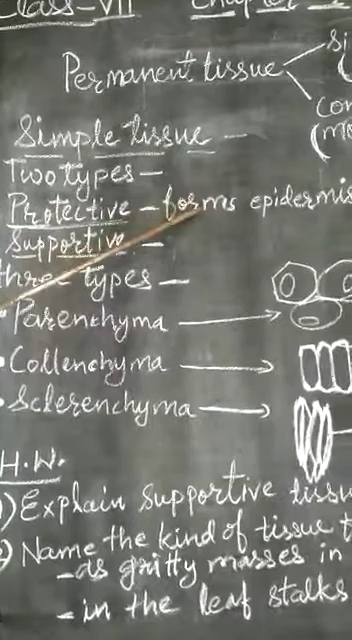 Class-VII Chapter
Permanent tissue
Simple tissue -
Two types -
Protective - forms epidermis
Supportive -
three types -
• Parenchyma
• Collenchyma
• Sclerenchyma
H.W.
1) Explain supportive
2) Name the kind of tissue
- as gritty masses in
- in the leaf stalks